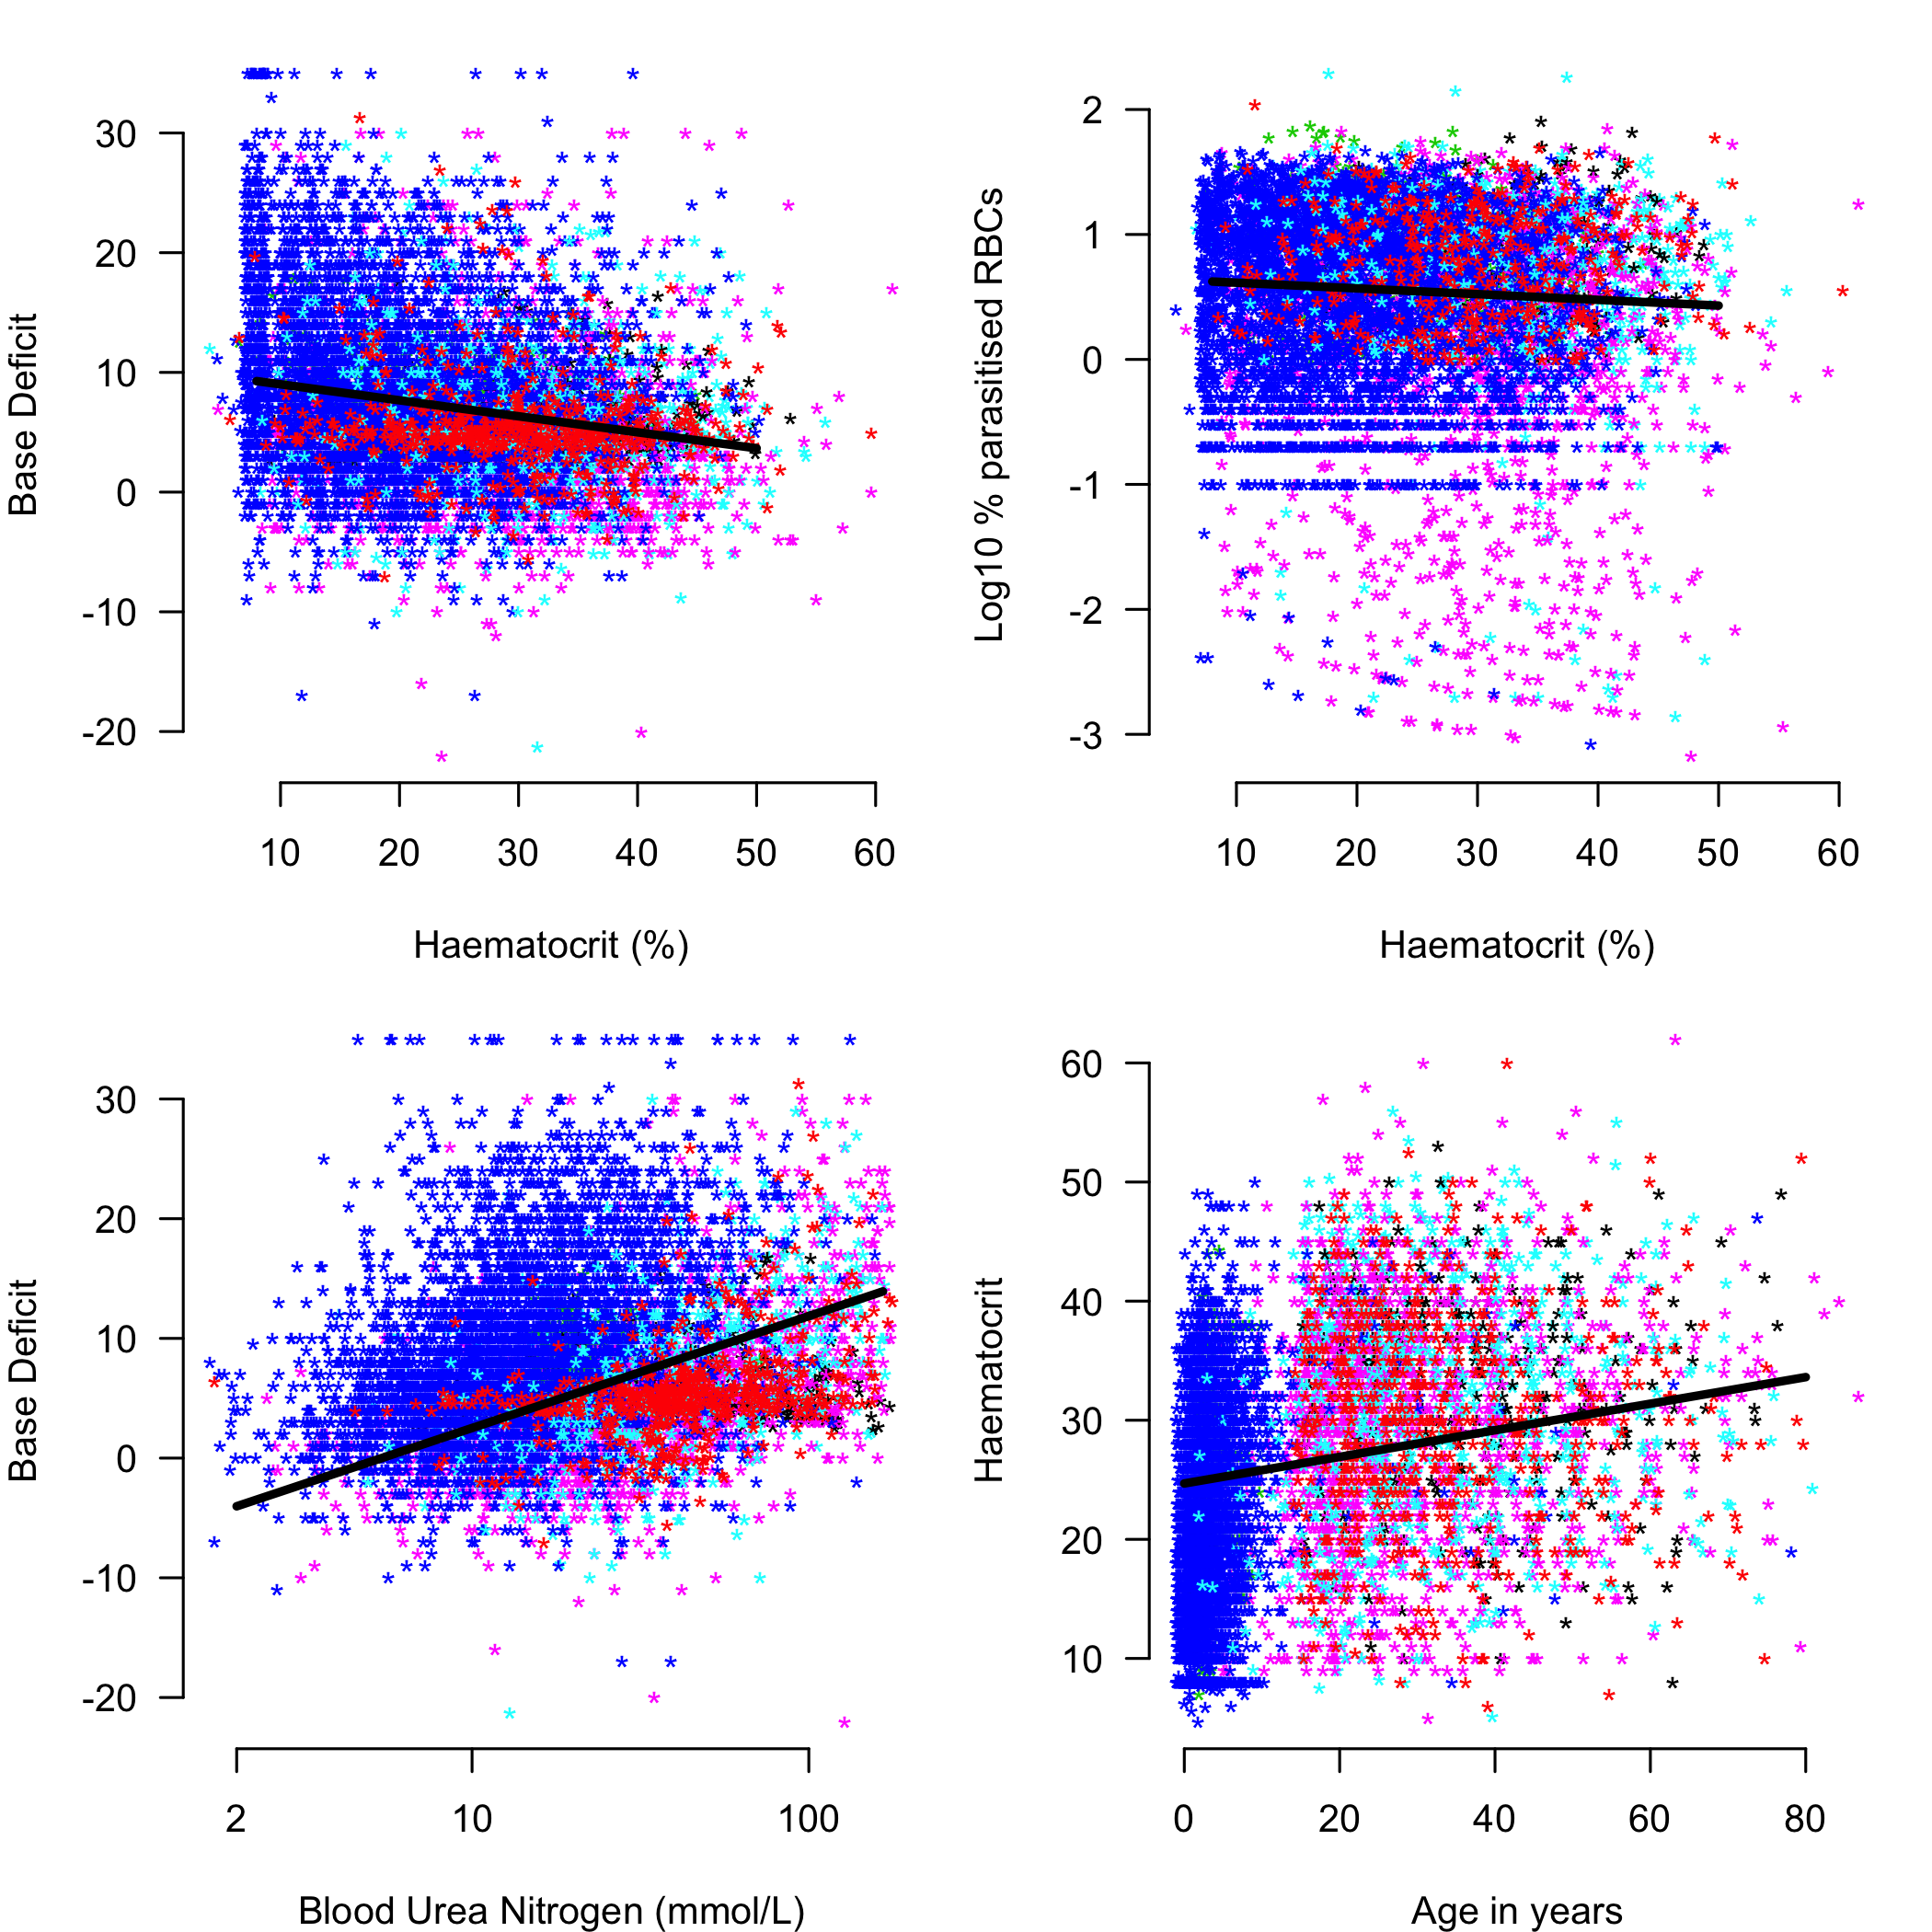 Base Deficit
30
20
10
0
-10
-20
10 20 30 40 50 60
Haematocrit (%)
Log10 % parasitised RBCs
2
1
0
-1
-2
-3
10 20 30 40 50 60
Haematocrit (%)
Base Deficit
30
20
10
0
-10
-20
2 10 100
Blood Urea Nitrogen (mmol/L)
Haematocrit
60
50
40
30
20
10
0 20 40 60 80
Age in years